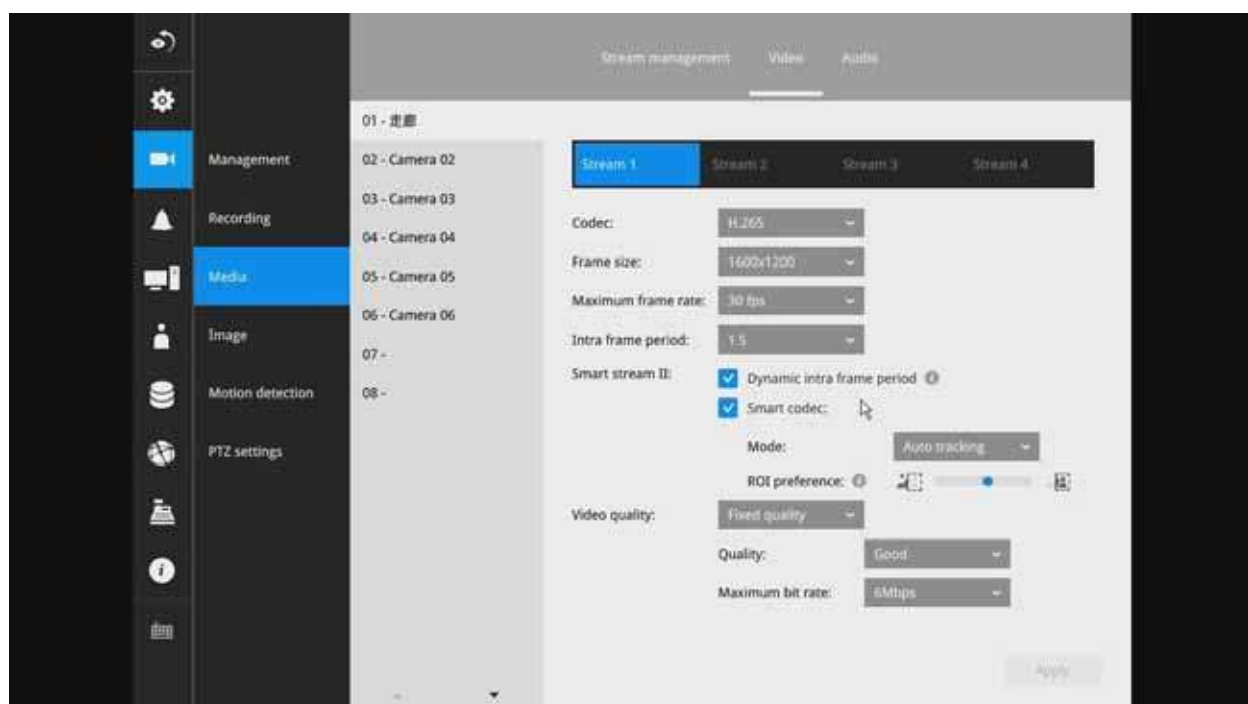 Stream management Video Audio
01 - 走廊
02 - Camera 02
03 - Camera 03
04 - Camera 04
05 - Camera 05
06 - Camera 06
07 -
08 -
Management
Recording
Media
Image
Motion detection
PTZ settings
Stream 1 Stream 2 Stream 3 Stream 4
Codec: H.265
Frame size: 1600x1200
Maximum frame rate: 30 fps
Intra frame period: 1.5
Smart stream II: Dynamic intra frame period
Smart codec:
Mode: Auto tracking
ROI preference:
Video quality: Fixed quality
Quality: Good
Maximum bit rate: 6Mbps
Apply